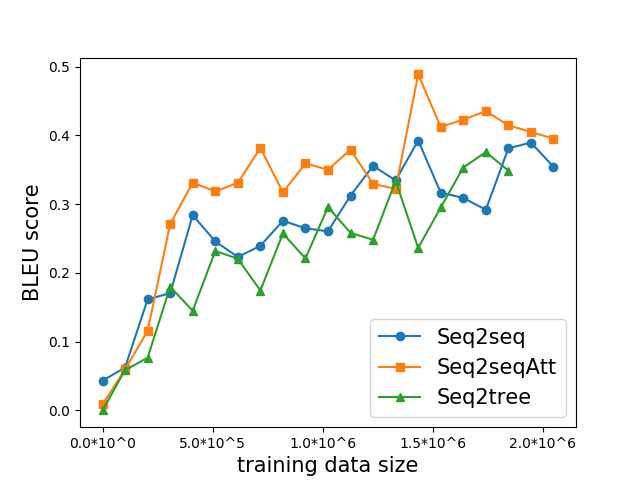 0.5
0.4
0.3
0.2
0.1
0.0
BLEU score
Seq2seq
Seq2seqAtt
Seq2tree
0.0*10^0 5.0*10^5 1.0*10^6 1.5*10^6 2.0*10^6
training data size